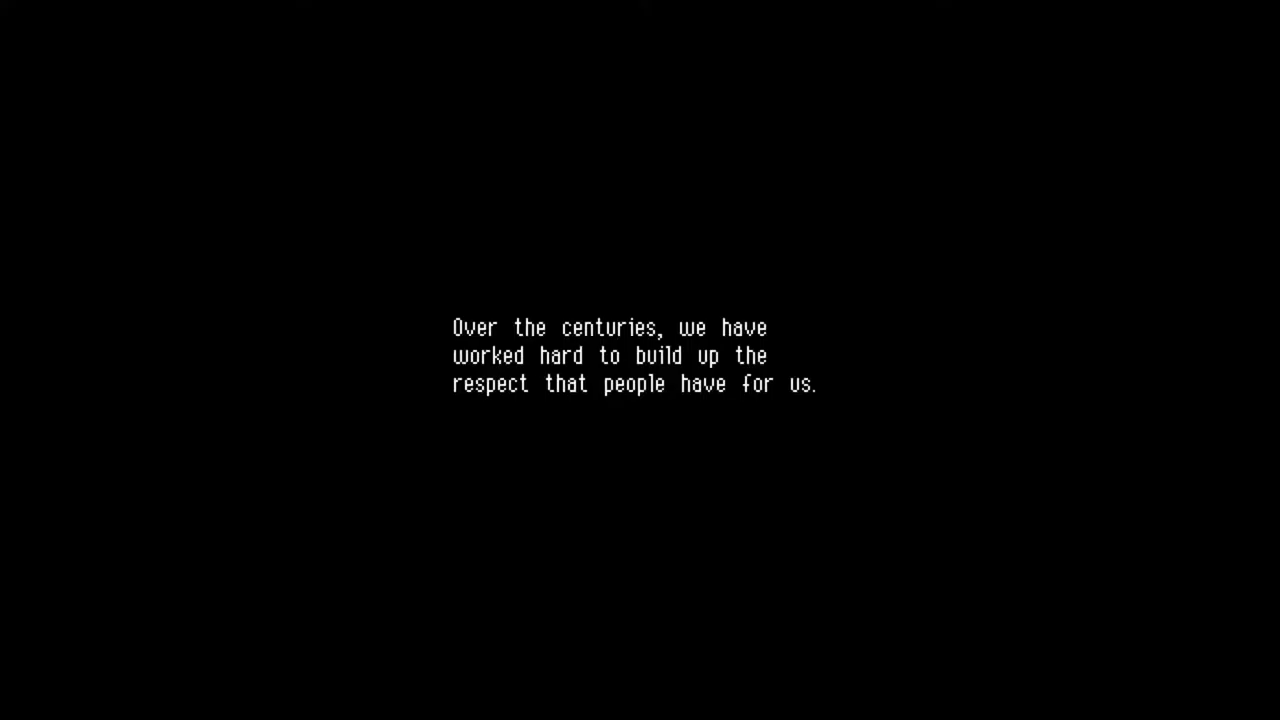 Over the centuries, we have
worked hard to build up the
respect that people have for us.